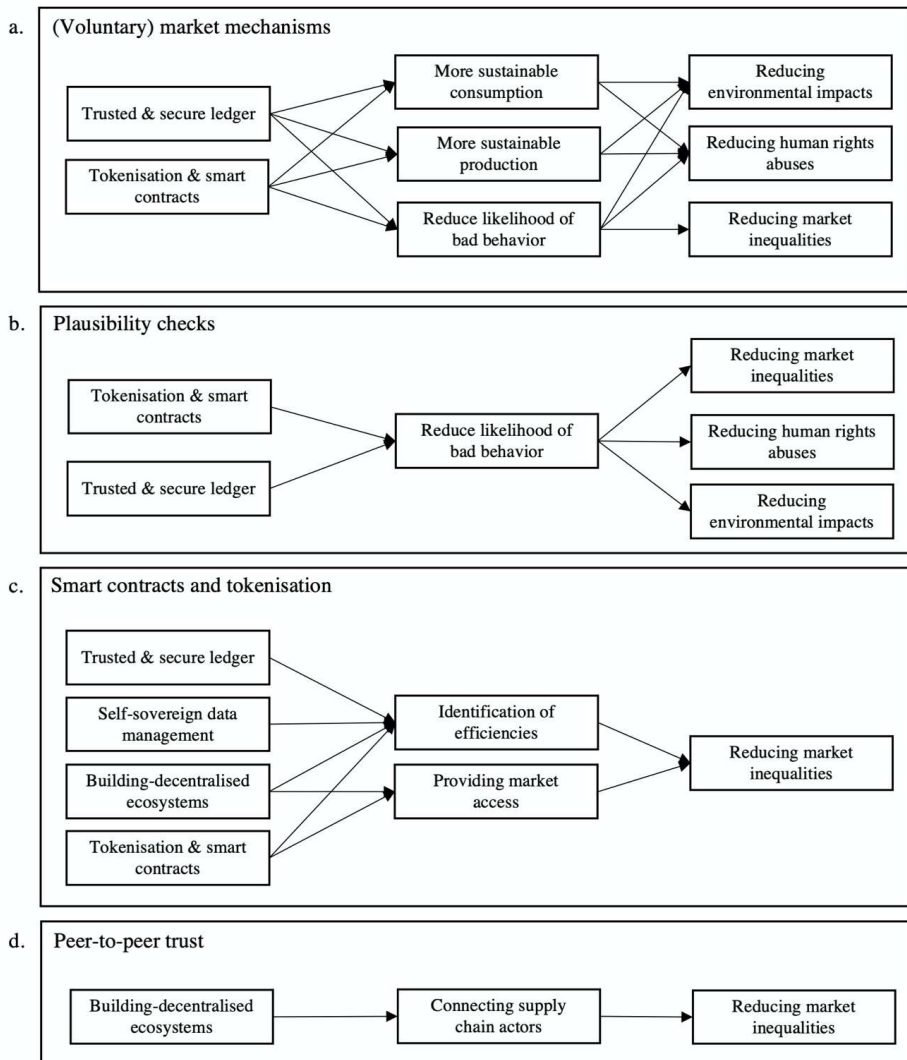 a.
(Voluntary) market mechanisms
Trusted & secure ledger
Tokenisation & smart
contracts
More sustainable
consumption
More sustainable
production
Reduce likelihood of
bad behavior
Reducing
environmental impacts
Reducing human rights
abuses
Reducing market
inequalities
b.
Plausibility checks
Tokenisation & smart
contracts
Trusted & secure ledger
Reduce likelihood of
bad behavior
Reducing market
inequalities
Reducing human rights
abuses
Reducing
environmental impacts
c.
Smart contracts and tokenisation
Trusted & secure ledger
Self-sovereign data
management
Building-decentralised
ecosystems
Tokenisation & smart
contracts
Identification of
efficiencies
Providing market
access
Reducing market
inequalities
d.
Peer-to-peer trust
Building-decentralised
ecosystems
Connecting supply
chain actors
Reducing market
inequalities